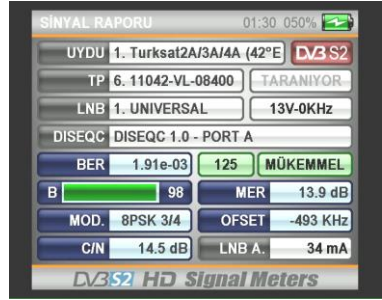 SİNYAL RAPORU 01:30 050%
UYDU 1. Turksat2A/3A/4A (42°E DVB S2
TP 6. 11042-VL-08400 TARANIYOR
LNB 1. UNIVERSAL 13V-0KHz
DISEQC DISEQC 1.0 - PORT A
BER 1.91e-03 125 MÜKEMMEL
B 98 MER 13.9 dB
MOD. 8PSK 3/4 OFSET -493 KHz
C/N 14.5 dB LNB A. 34 mA
DVB S2 HD Signal Meters